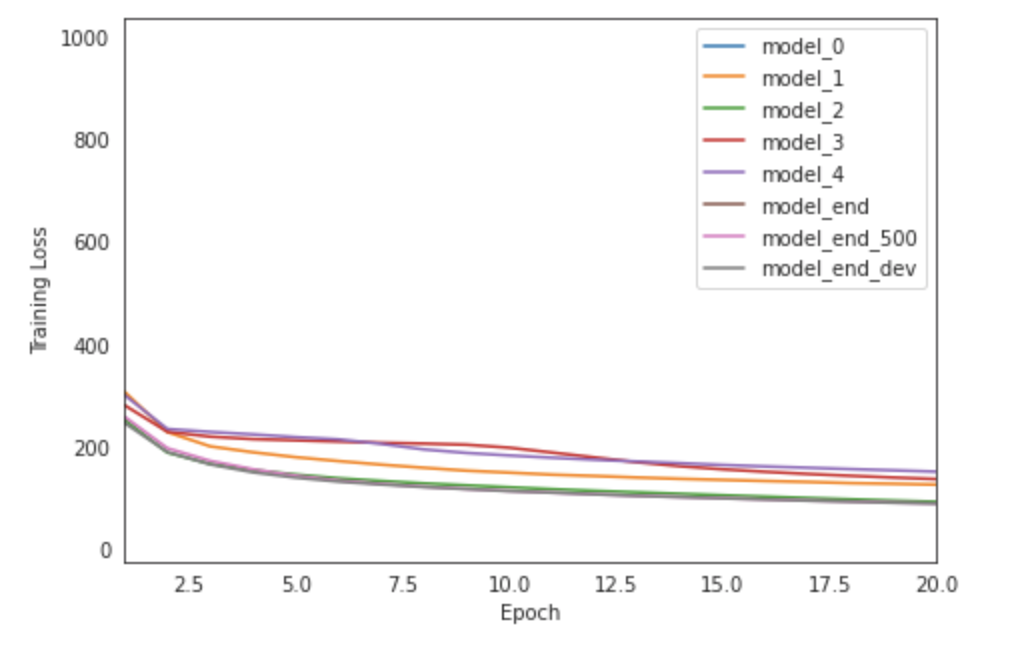 1000
800
600
400
200
0
Training Loss
2.5 5.0 7.5 10.0 12.5 15.0 17.5 20.0
Epoch
model_0
model_1
model_2
model_3
model_4
model_end
model_end_500
model_end_dev